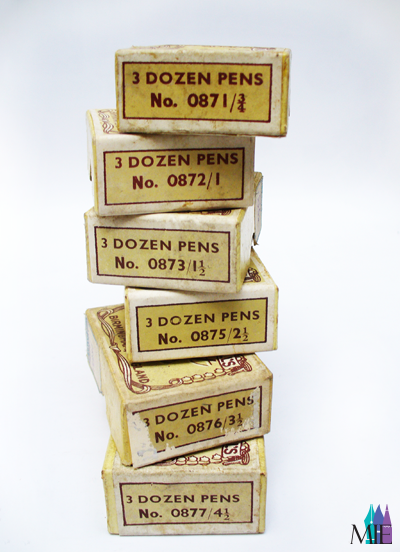 3 DOZEN PENS
No. 0871/¾
3 DOZEN PENS
No. 0872/1
3 DOZEN PENS
No. 0873/1½
3 DOZEN PENS
No. 0875/2½
3 DOZEN PENS
No. 0876/3½
3 DOZEN PENS
No. 0877/4½